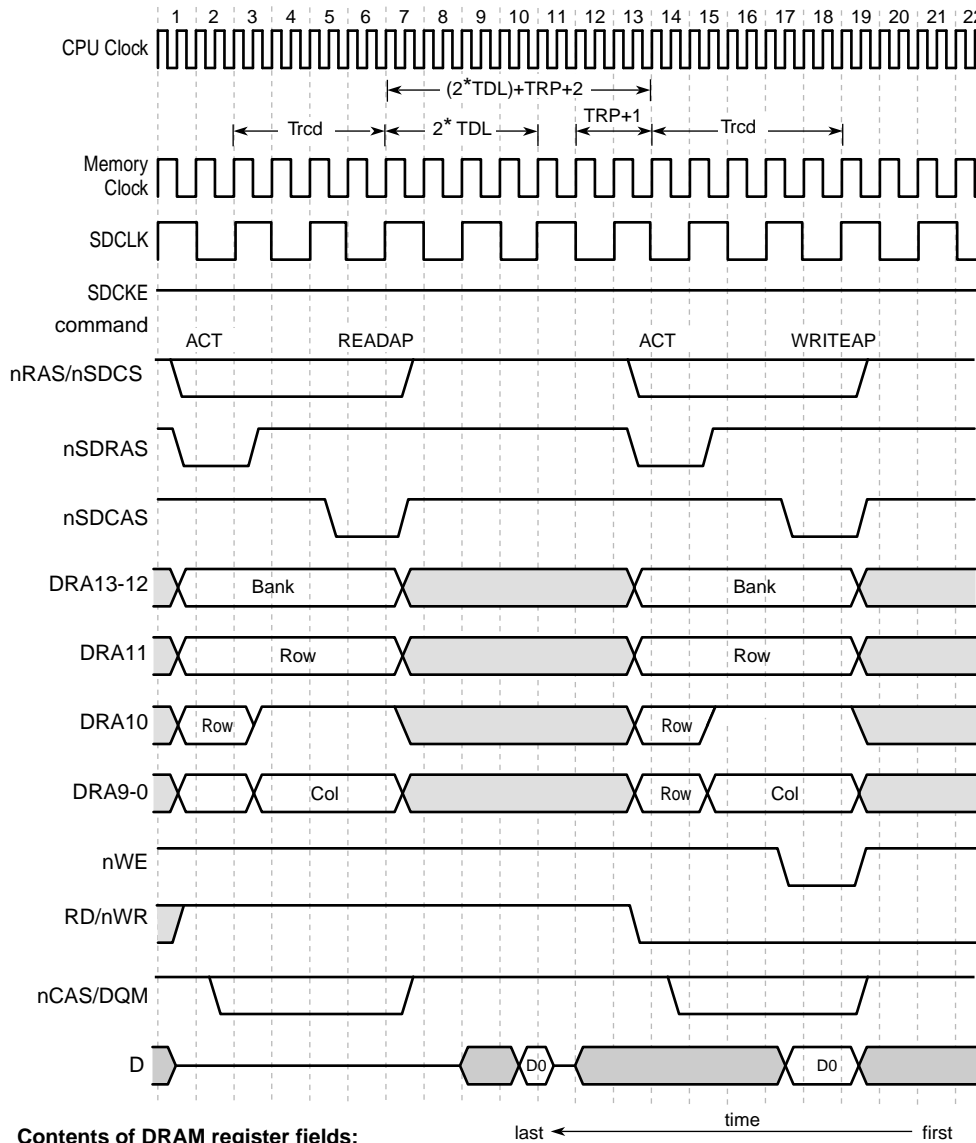 1 2 3 4 5 6 7 8 9 10 11 12 13 14 15 16 17 18 19 20 21 22
CPU Clock
(2*TDL)+TRP+2
Trcd 2* TDL TRP+1 Trcd
Memory
Clock
SDCLK
SDCKE
command
ACT READAP ACT WRITEAP
nRAS/nSDCS
nSDRAS
nSDCAS
DRA13-12 Bank Bank
DRA11 Row Row
DRA10 Row Row
DRA9-0 Col Row Col
nWE
RD/nWR
nCAS/DQM
D D0 D0
Contents of DRAM register fields: last time first